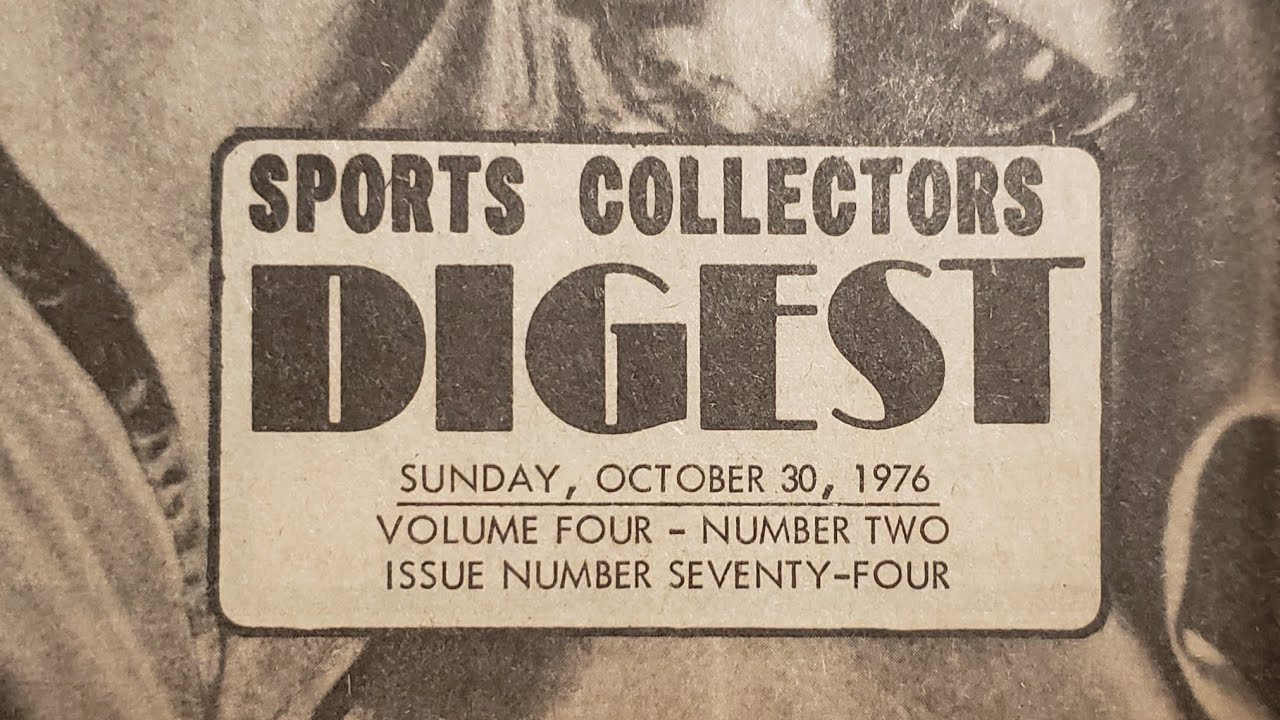 SPORTS COLLECTORS
DIGEST
SUNDAY, OCTOBER 30, 1976
VOLUME FOUR - NUMBER TWO
ISSUE NUMBER SEVENTY-FOUR